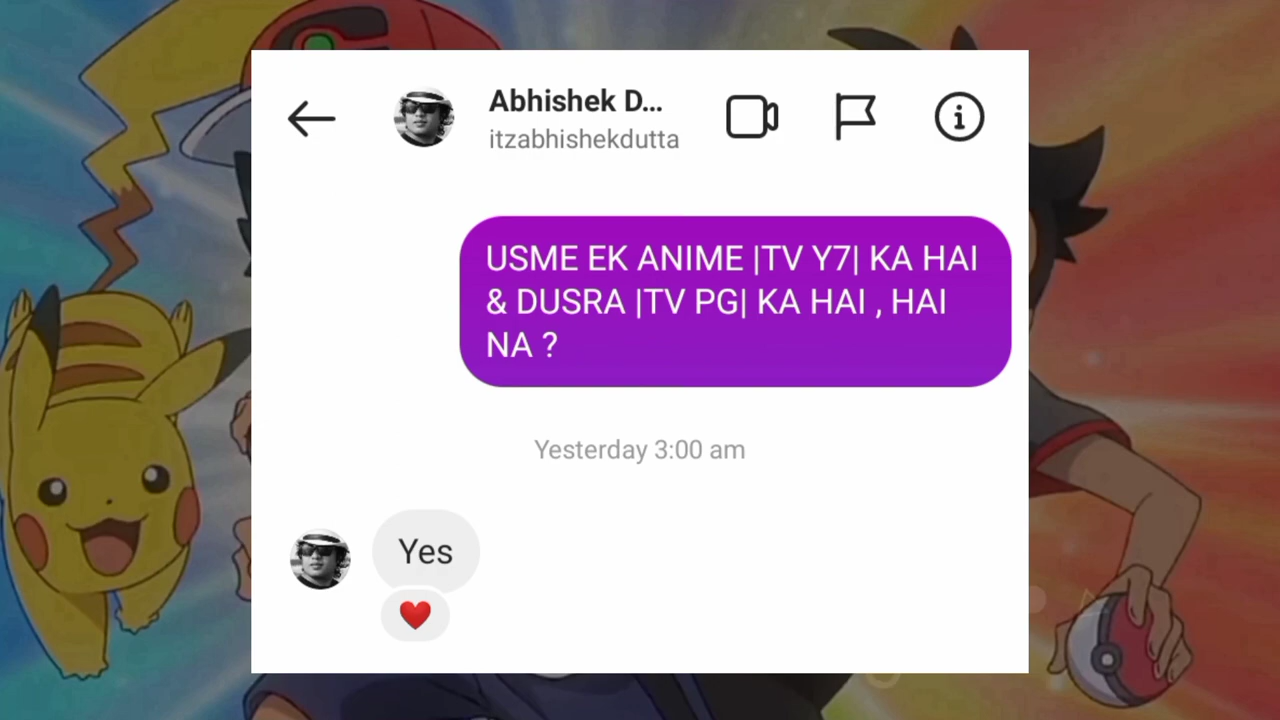 Abhishek D...
itzabhishekdutta
USME EK ANIME |TV Y7| KA HAI
& DUSRA |TV PG| KA HAI , HAI
NA ?
Yesterday 3:00 am
Yes